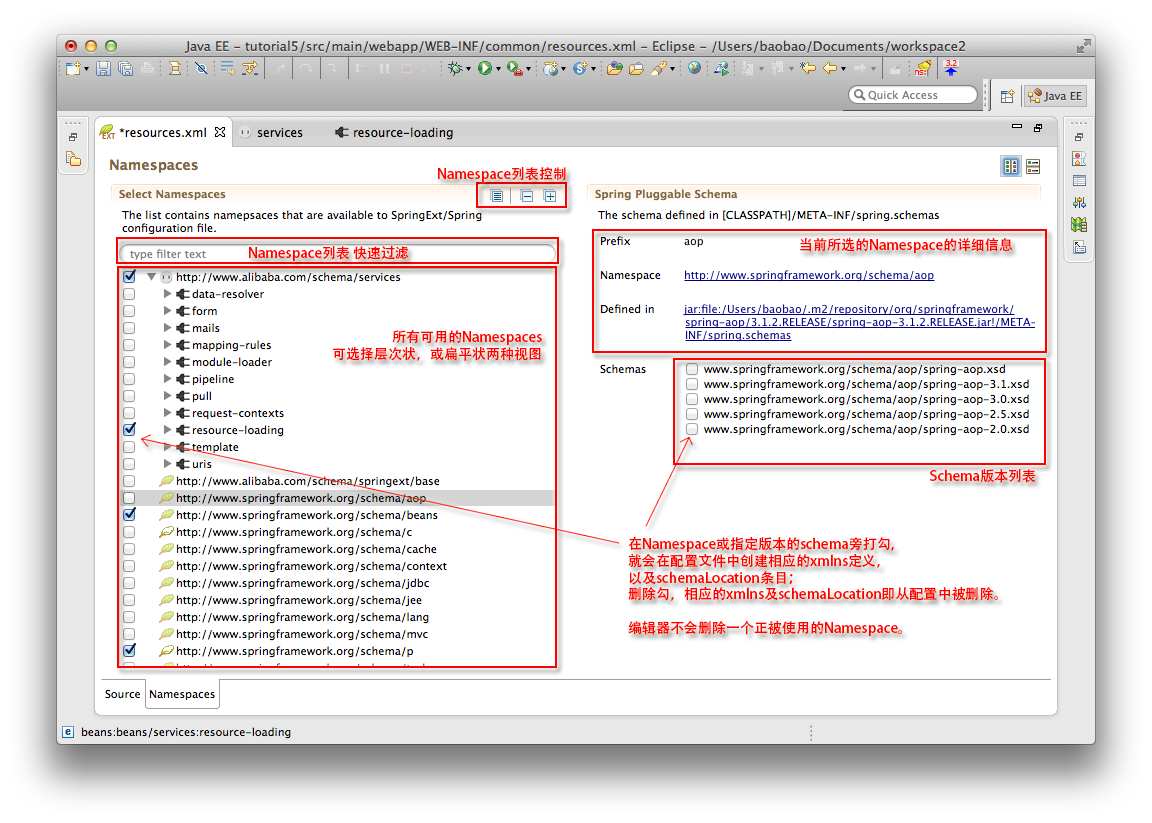 Java EE - tutorial5/src/main/webapp/WEB-INF/common/resources.xml - Eclipse - /Users/baobao/Documents/workspace2
3.2
ns:
Quick Access
Java EE
EXT *resources.xml
services
resource-loading
Namespaces
Namespace列表控制
Select Namespaces
The list contains namepsaces that are available to SpringExt/Spring
configuration file.
type filter text
Namespace列表 快速过滤
http://www.alibaba.com/schema/services
data-resolver
form
mails
mapping-rules
module-loader
pipeline
pull
request-contexts
resource-loading
template
uris
http://www.alibaba.com/schema/springext/base
http://www.springframework.org/schema/aop
http://www.springframework.org/schema/beans
http://www.springframework.org/schema/c
http://www.springframework.org/schema/cache
http://www.springframework.org/schema/context
http://www.springframework.org/schema/jdbc
http://www.springframework.org/schema/jee
http://www.springframework.org/schema/lang
http://www.springframework.org/schema/mvc
http://www.springframework.org/schema/p
所有可用的Namespaces
可选择层次状，或扁平状两种视图
Spring Pluggable Schema
The schema defined in [CLASSPATH]/META-INF/spring.schemas
Prefix
aop
当前所选的Namespace的详细信息
Namespace
http://www.springframework.org/schema/aop
Defined in
jar:file:/Users/baobao/.m2/repository/org/springframework/
spring-aop/3.1.2.RELEASE/spring-aop-3.1.2.RELEASE.jar!/META-
INF/spring.schemas
Schemas
www.springframework.org/schema/aop/spring-aop.xsd
www.springframework.org/schema/aop/spring-aop-3.1.xsd
www.springframework.org/schema/aop/spring-aop-3.0.xsd
www.springframework.org/schema/aop/spring-aop-2.5.xsd
www.springframework.org/schema/aop/spring-aop-2.0.xsd
Schema版本列表
在Namespace或指定版本的schema旁打勾，
就会在配置文件中创建相应的xmlns定义，
以及schemaLocation条目；
删除勾，相应的xmlns及schemaLocation即从配置中被删除。
编辑器不会删除一个正被使用的Namespace。
Source
Namespaces
beans:beans/services:resource-loading